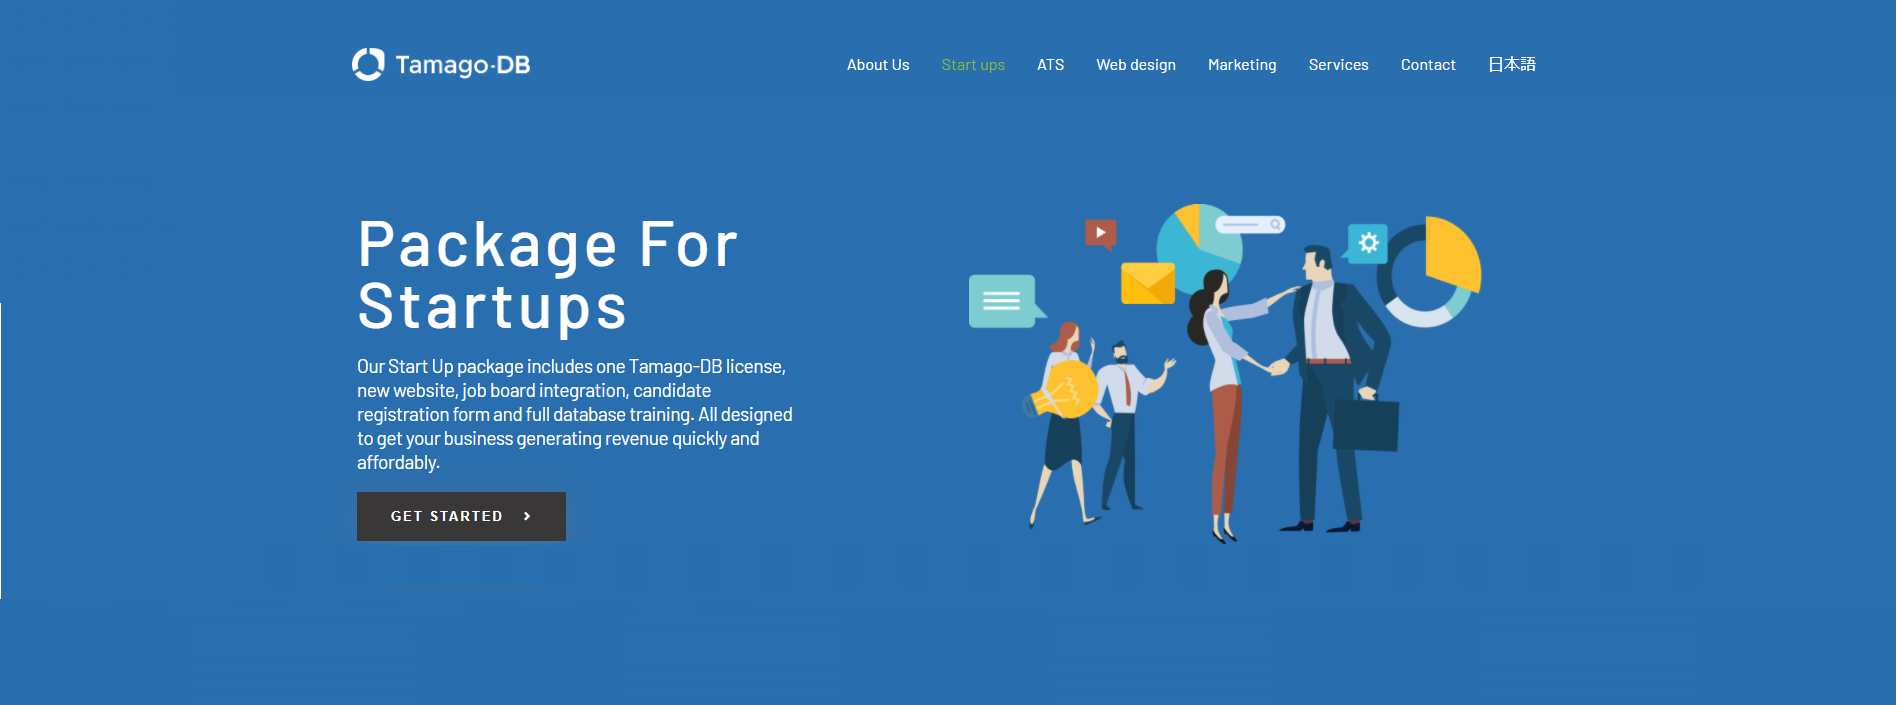 Tamago-DB
About Us
Start ups
ATS
Web design
Marketing
Services
Contact
日本語
Package For
Startups
Our Start Up package includes one Tamago-DB license,
new website, job board integration, candidate
registration form and full database training. All designed
to get your business generating revenue quickly and
affordably.
GET STARTED